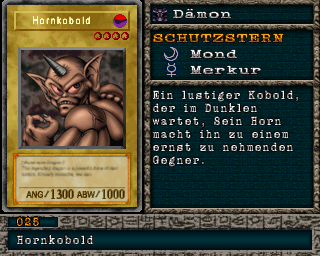 Hornkobold
Dämon
SCHUTZSTERN
Mond
Merkur
Ein lustiger Kobold,
der im Dunklen
wartet, Sein Horn
macht ihn zu einem
ernst zu nehmenden
Gegner.
ANG/1300 ABW/1000
025
Hornkobold